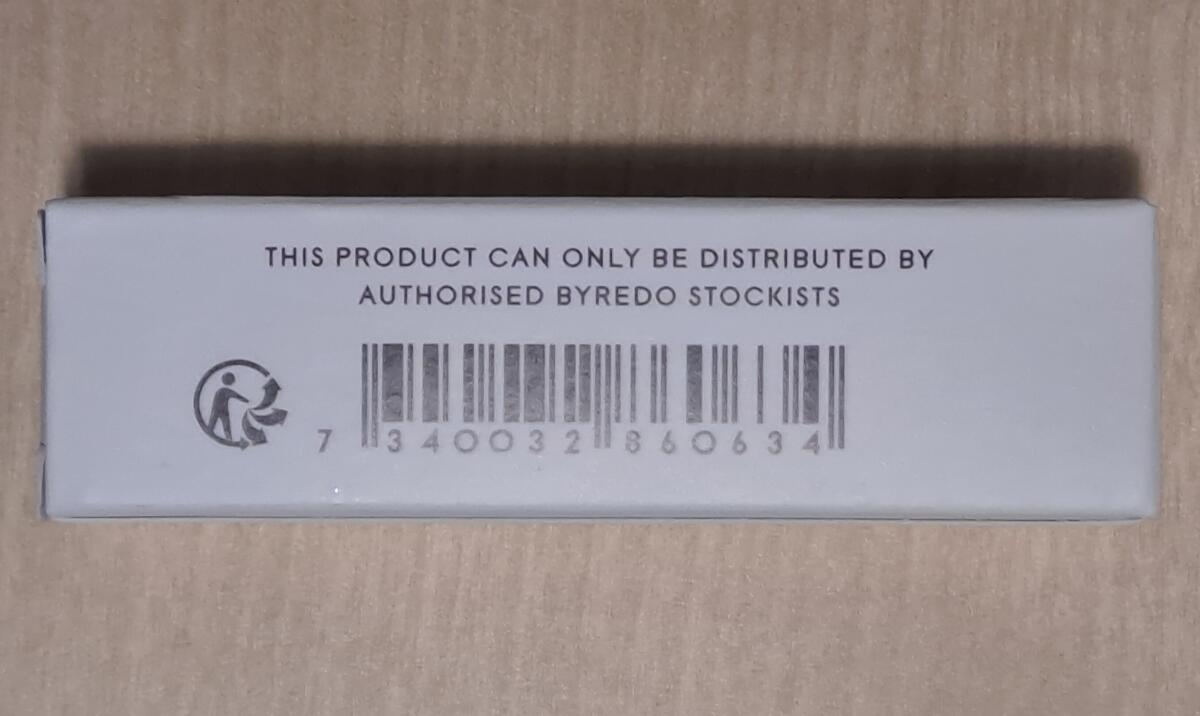 THIS PRODUCT CAN ONLY BE DISTRIBUTED BY
AUTHORISED BYREDO STOCKISTS
7 340032 860634